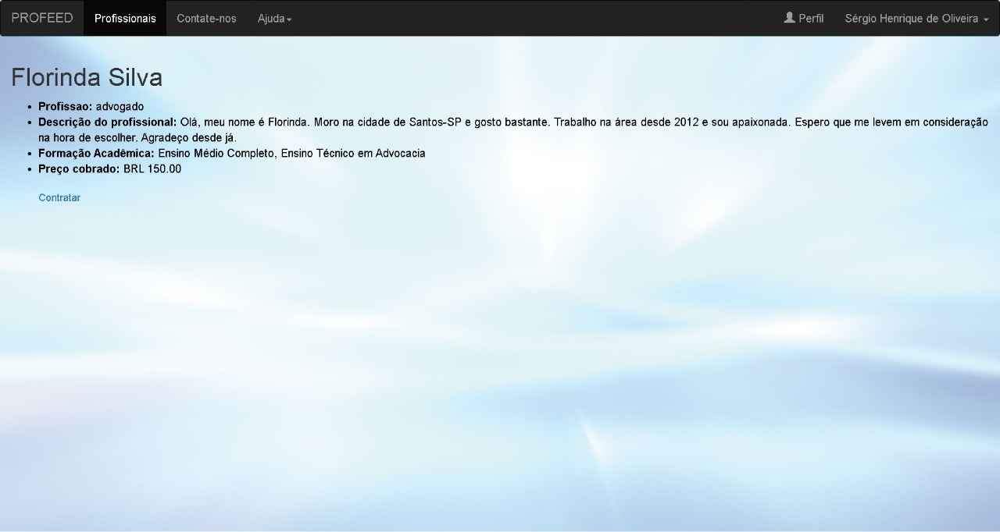 PROFEED Profissionais Contate-nos Ajuda Perfil Sérgio Henrique de Oliveira
Florinda Silva
Profissao: advogado
Descrição do profissional: Olá, meu nome é Florinda. Moro na cidade de Santos-SP e gosto bastante. Trabalho na área desde 2012 e sou apaixonada. Espero que me levem em consideração
na hora de escolher. Agradeço desde já.
Formação Acadêmica: Ensino Médio Completo, Ensino Técnico em Advocacia
Preço cobrado: BRL 150.00
Contratar